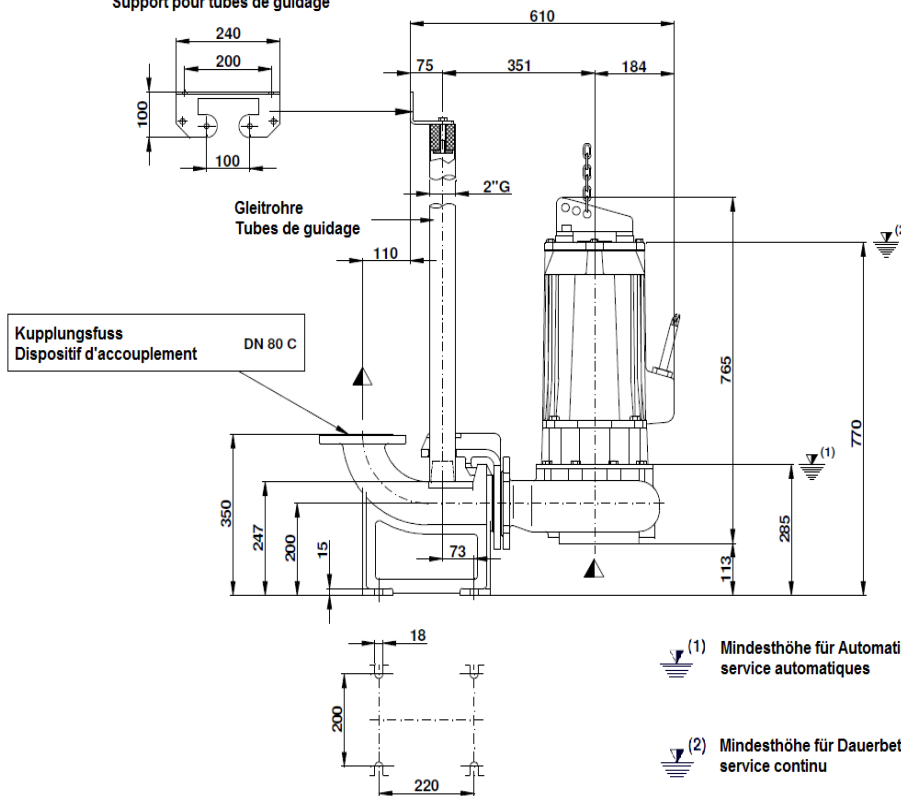 Support pour tubes de guidage
240
200
100
100
610
75
351
184
2”G
Gleitrohre
Tubes de guidage
110
Kupplungsfuss
Dispositif d'accouplement
DN 80 C
765
770
(1)
350
247
200
15
73
285
113
18
200
220
(1) Mindesthöhe für Automati
service automatiques
(2) Mindesthöhe für Dauerbet
service continu